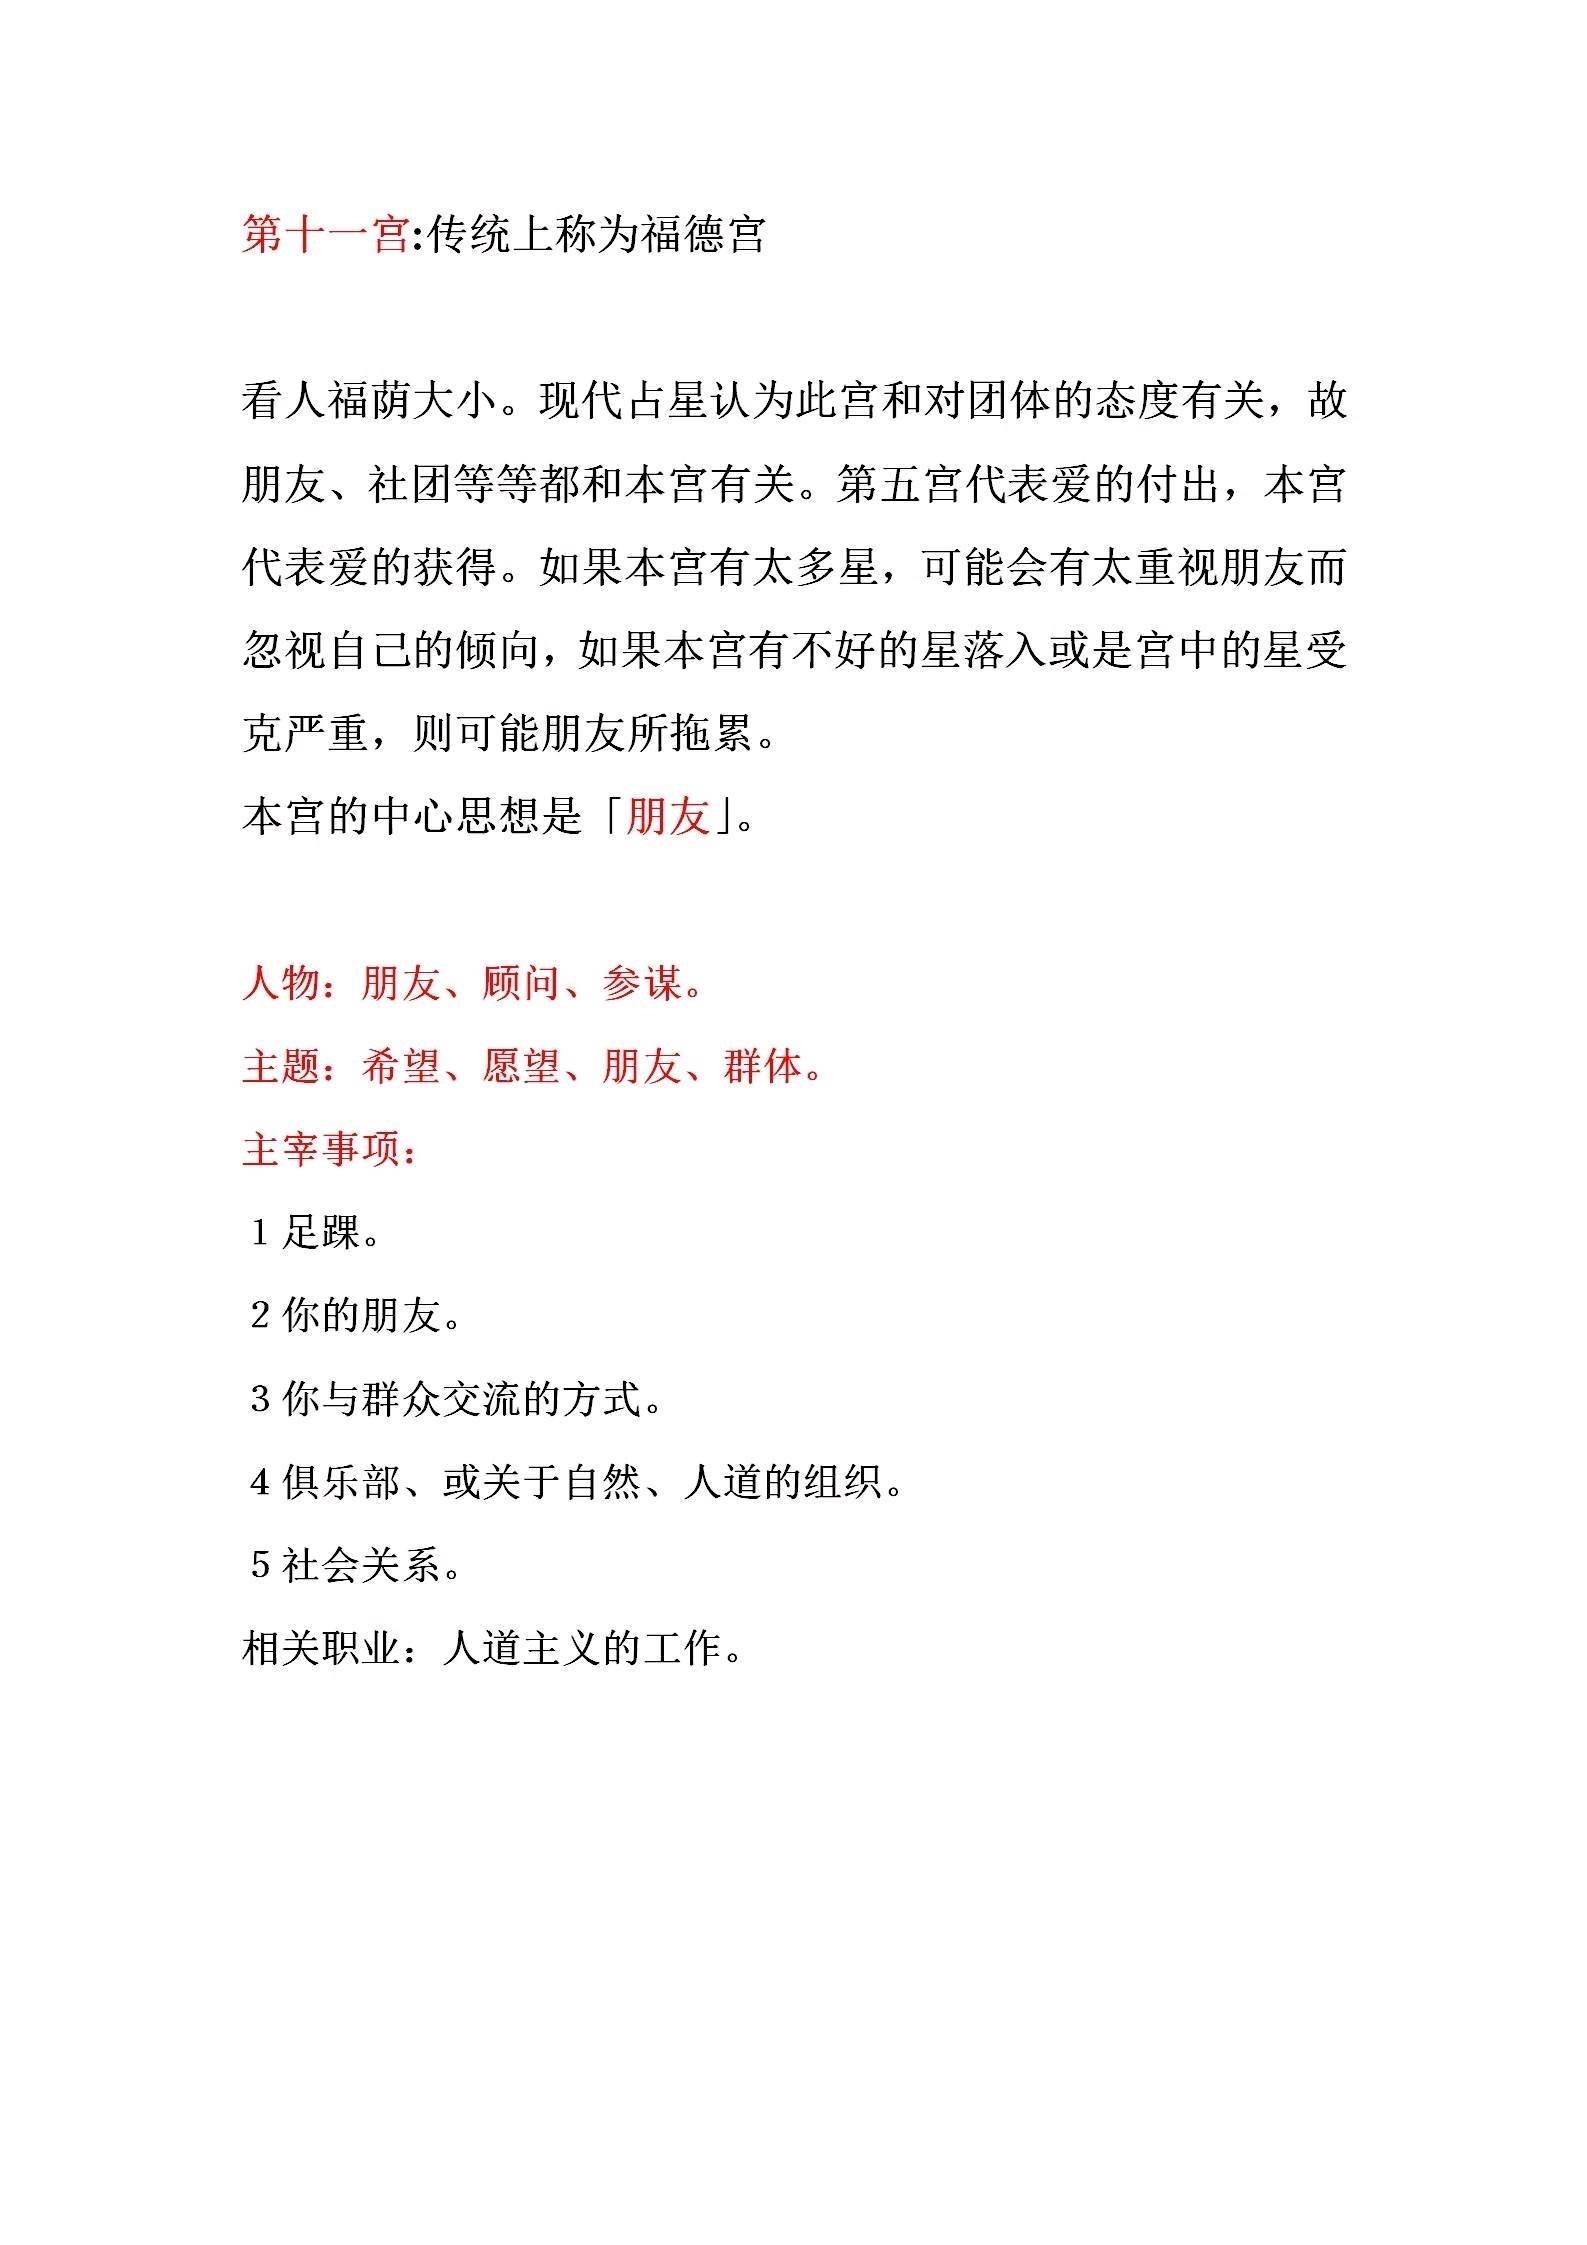 第十一宫:传统上称为福德宫
看人福荫大小。现代占星认为此宫和对团体的态度有关，故
朋友、社团等等都和本宫有关。第五宫代表爱的付出，本宫
代表爱的获得。如果本宫有太多星，可能会有太重视朋友而
忽视自己的倾向，如果本宫有不好的星落入或是宫中的星受
克严重，则可能朋友所拖累。
本宫的中心思想是「朋友」。
人物：朋友、顾问、参谋。
主题：希望、愿望、朋友、群体。
主宰事项：
1 足踝。
2 你的朋友。
3 你与群众交流的方式。
4 俱乐部、或关于自然、人道的组织。
5 社会关系。
相关职业：人道主义的工作。